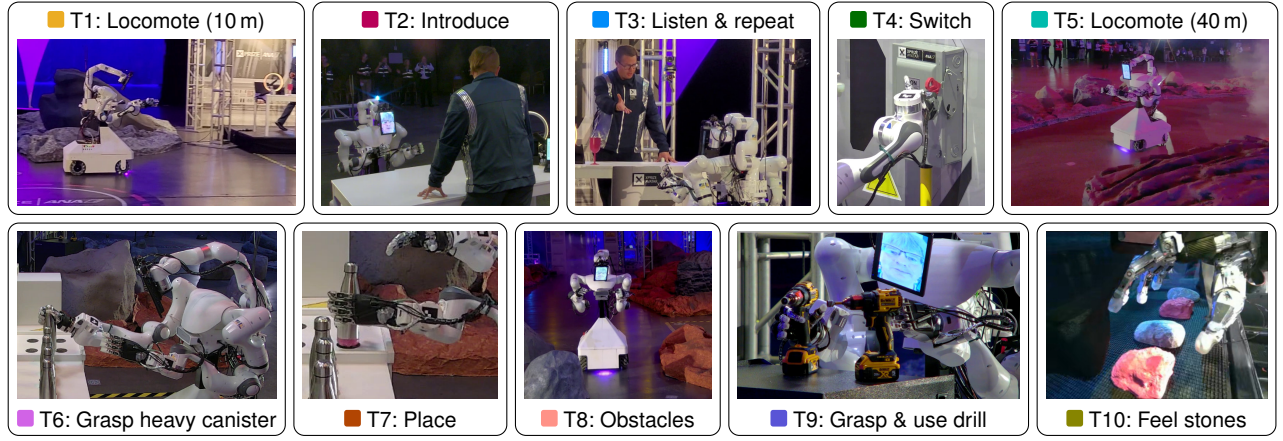 T1: Locomote (10 m)
T2: Introduce
T3: Listen & repeat
T4: Switch
T5: Locomote (40 m)
T6: Grasp heavy canister
T7: Place
T8: Obstacles
T9: Grasp & use drill
T10: Feel stones